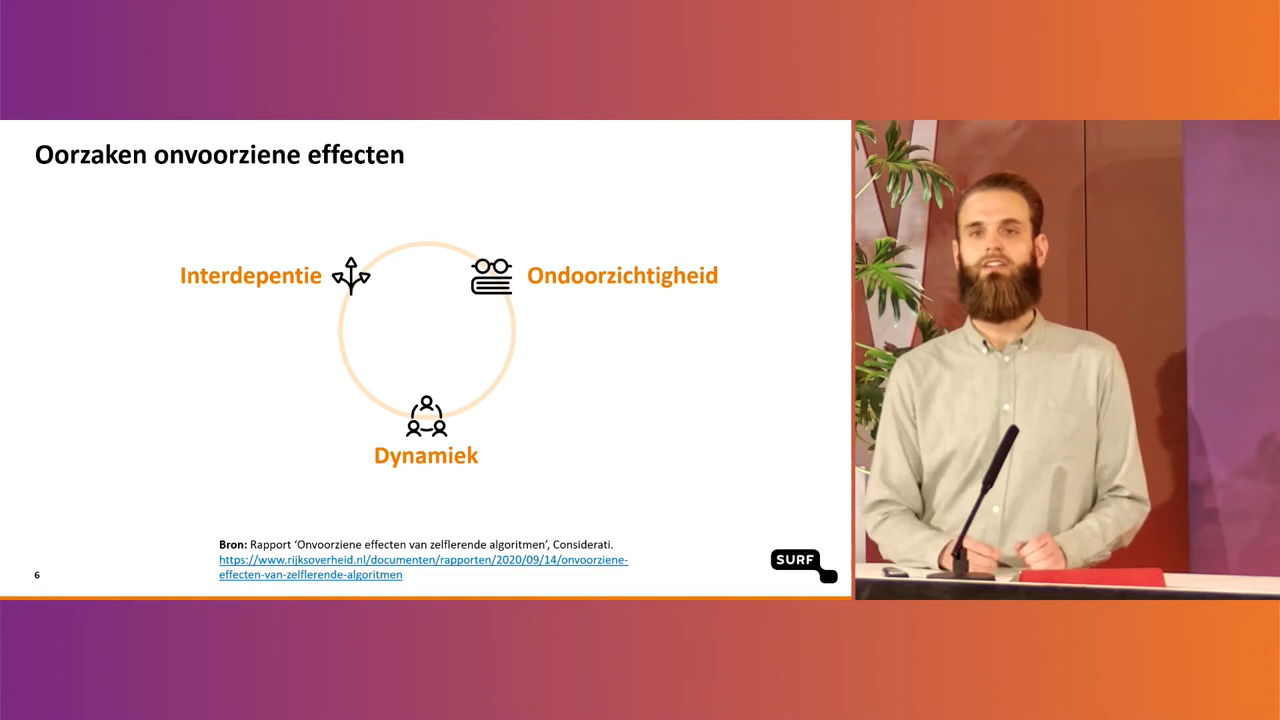 Oorzaken onvoorziene effecten
Interdepentie
Ondoorzichtigheid
Dynamiek
Bron: Rapport ‘Onvoorziene effecten van zelflerende algoritmen’, Considerati.
https://www.rijksoverheid.nl/documenten/rapporten/2020/09/14/onvoorziene-
effecten-van-zelflerende-algoritmen
6
SURF